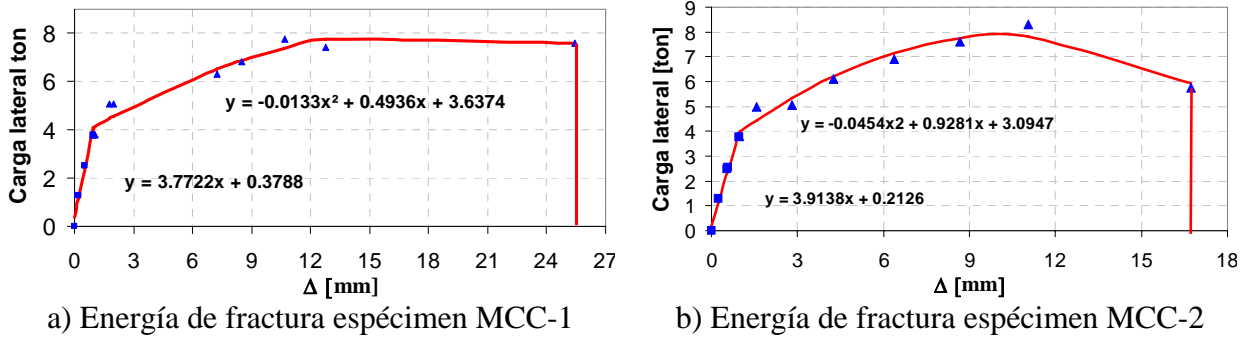 a)
Carga lateral ton
8
6
4
2
0
y = -0.0133x² + 0.4936x + 3.6374
y = 3.7722x + 0.3788
0 3 6 9 12 15 18 21 24 27
Δ [mm]
a) Energía de fractura espécimen MCC-1
Carga lateral [ton]
9
8
7
6
5
4
3
2
1
0
y = -0.0454x2 + 0.9281x + 3.0947
y = 3.9138x + 0.2126
0 3 6 9 12 15 18
Δ [mm]
b) Energía de fractura espécimen MCC-2